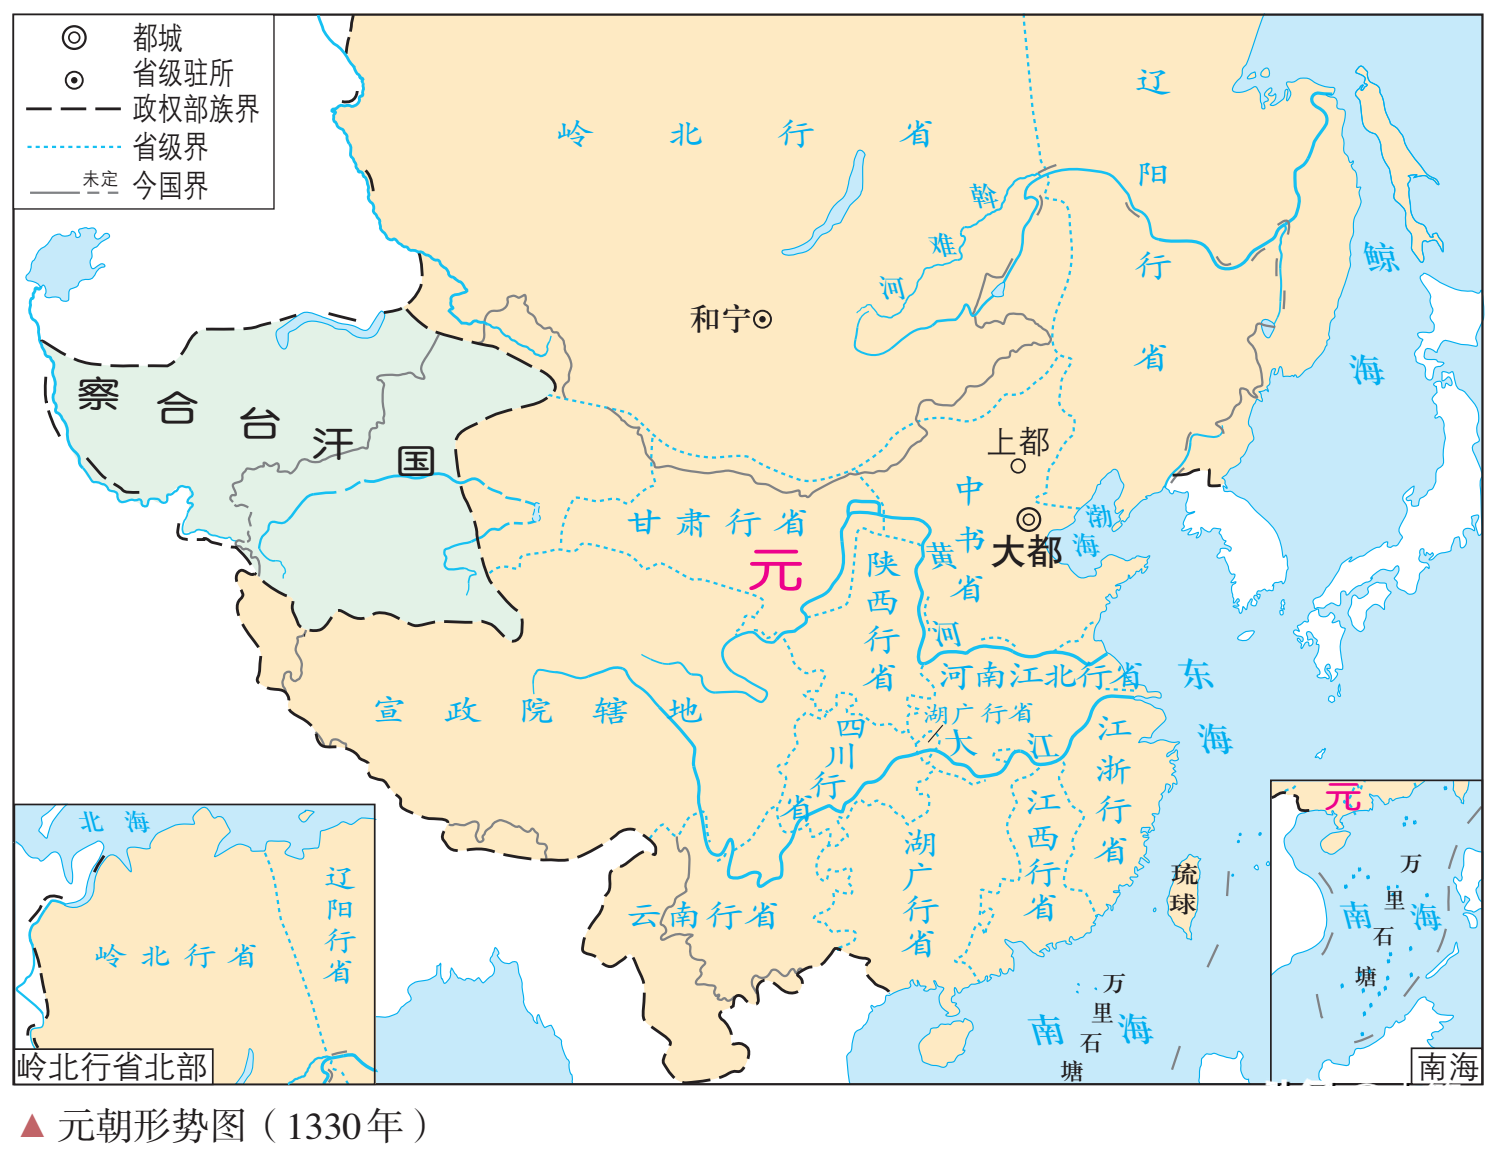 都城
省级驻所
政权部族界
省级界
未定 今国界
岭北行省
辽阳行省
斡难河
鲸海
和宁
察合台汗国
上都
中书省
渤海
大都
甘肃行省
元
陕西行省
黄河
河南江北行省
东海
宣政院辖地
四川行省
湖广行省
大江
江浙行省
江西行省
湖广行省
云南行省
琉球
万里石塘
南海
北海
岭北行省
辽阳行省
岭北行省北部
元
万里石塘
南海
南海
▲ 元朝形势图（1330年）